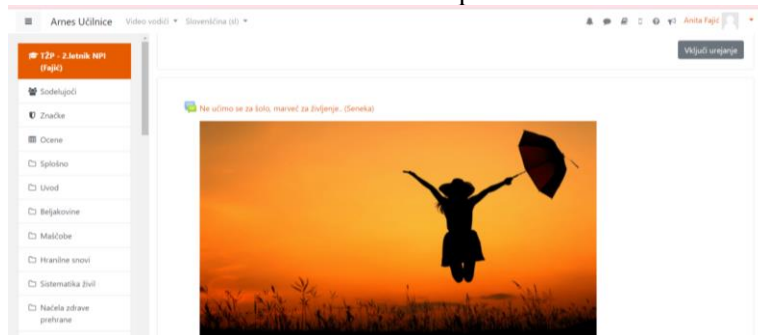 Arnes Učilnice Video vodiči Slovenščina (sl) Anita Fajić
TŽP - 2.letnik NPI
(Fajić)
Vključi urejanje
Sodelujoči
Značke
Ocene
Splošno
Uvod
Beljakovine
Maščobe
Hranilne snovi
Sistematika živil
Načela zdrave
prehrane
Ne učimo se za šolo, marveč za življenje.. (Seneka)